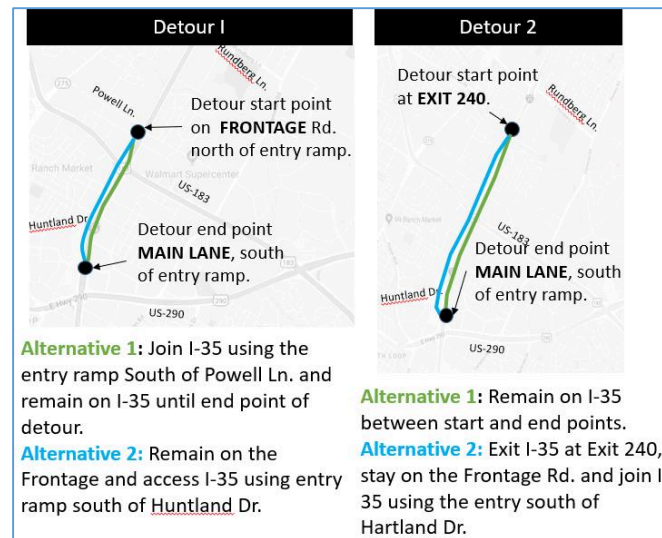 Detour I
Rundberg Ln.
Powell Ln.
Detour start point
on FRONTAGE Rd.
north of entry ramp.
Ranch Market
Walmart Supercenter
US-183
Huntland Dr.
Detour end point
MAIN LANE, south
of entry ramp.
E Hwy 290
US-290
Alternative 1: Join I-35 using the
entry ramp South of Powell Ln. and
remain on I-35 until end point of
detour.
Alternative 2: Remain on the
Frontage and access I-35 using entry
ramp south of Huntland Dr.
Detour 2
Detour start point
at EXIT 240.
Rundberg Ln.
Ranch Market
US-183
Detour end point
MAIN LANE, south
of entry ramp.
Huntland Dr.
US-290
Alternative 1: Remain on I-35
between start and end points.
Alternative 2: Exit I-35 at Exit 240,
stay on the Frontage Rd. and join I-
35 using the entry south of
Hartland Dr.